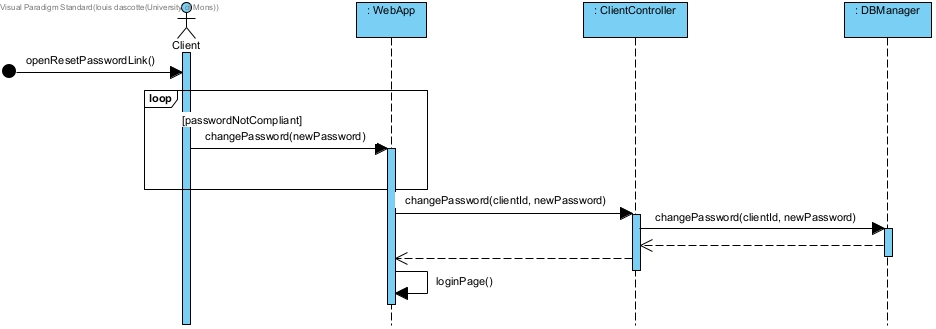 Visual Paradigm Standard(louis dascotte(University of Mons))
: WebApp
: ClientController
: DBManager
Client
openResetPasswordLink()
loop
[passwordNotCompliant]
changePassword(newPassword)
changePassword(clientId, newPassword)
changePassword(clientId, newPassword)
loginPage()